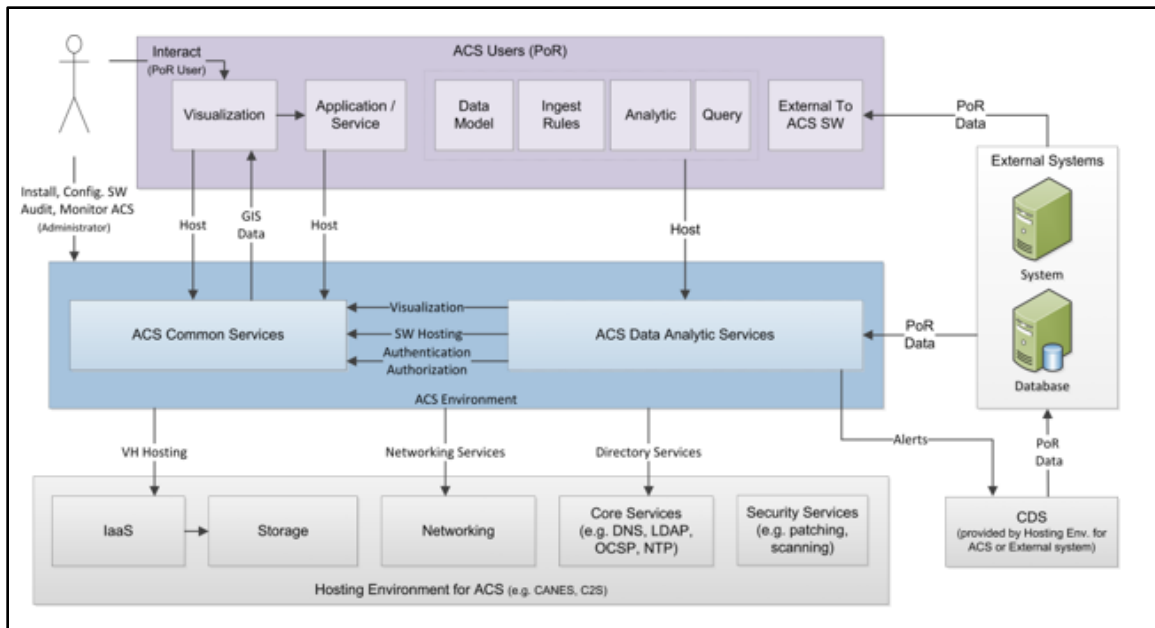 ACS Users (PoR)
Interact
(PoR User)
Visualization
Application /
Service
Data
Model
Ingest
Rules
Analytic
Query
External To
ACS SW
PoR
Data
External Systems
System
Database
Install, Config. SW
Audit, Monitor ACS
(Administrator)
Host
GIS
Data
Host
Host
ACS Common Services
Visualization
SW Hosting
Authentication
Authorization
ACS Data Analytic Services
PoR
Data
ACS Environment
VH Hosting
Networking Services
Directory Services
Alerts
PoR
Data
IaaS
Storage
Networking
Core Services
(e.g. DNS, LDAP,
OCSP, NTP)
Security Services
(e.g. patching,
scanning)
CDS
(provided by Hosting Env. for
ACS or External system)
Hosting Environment for ACS (e.g. CANES, C2S)